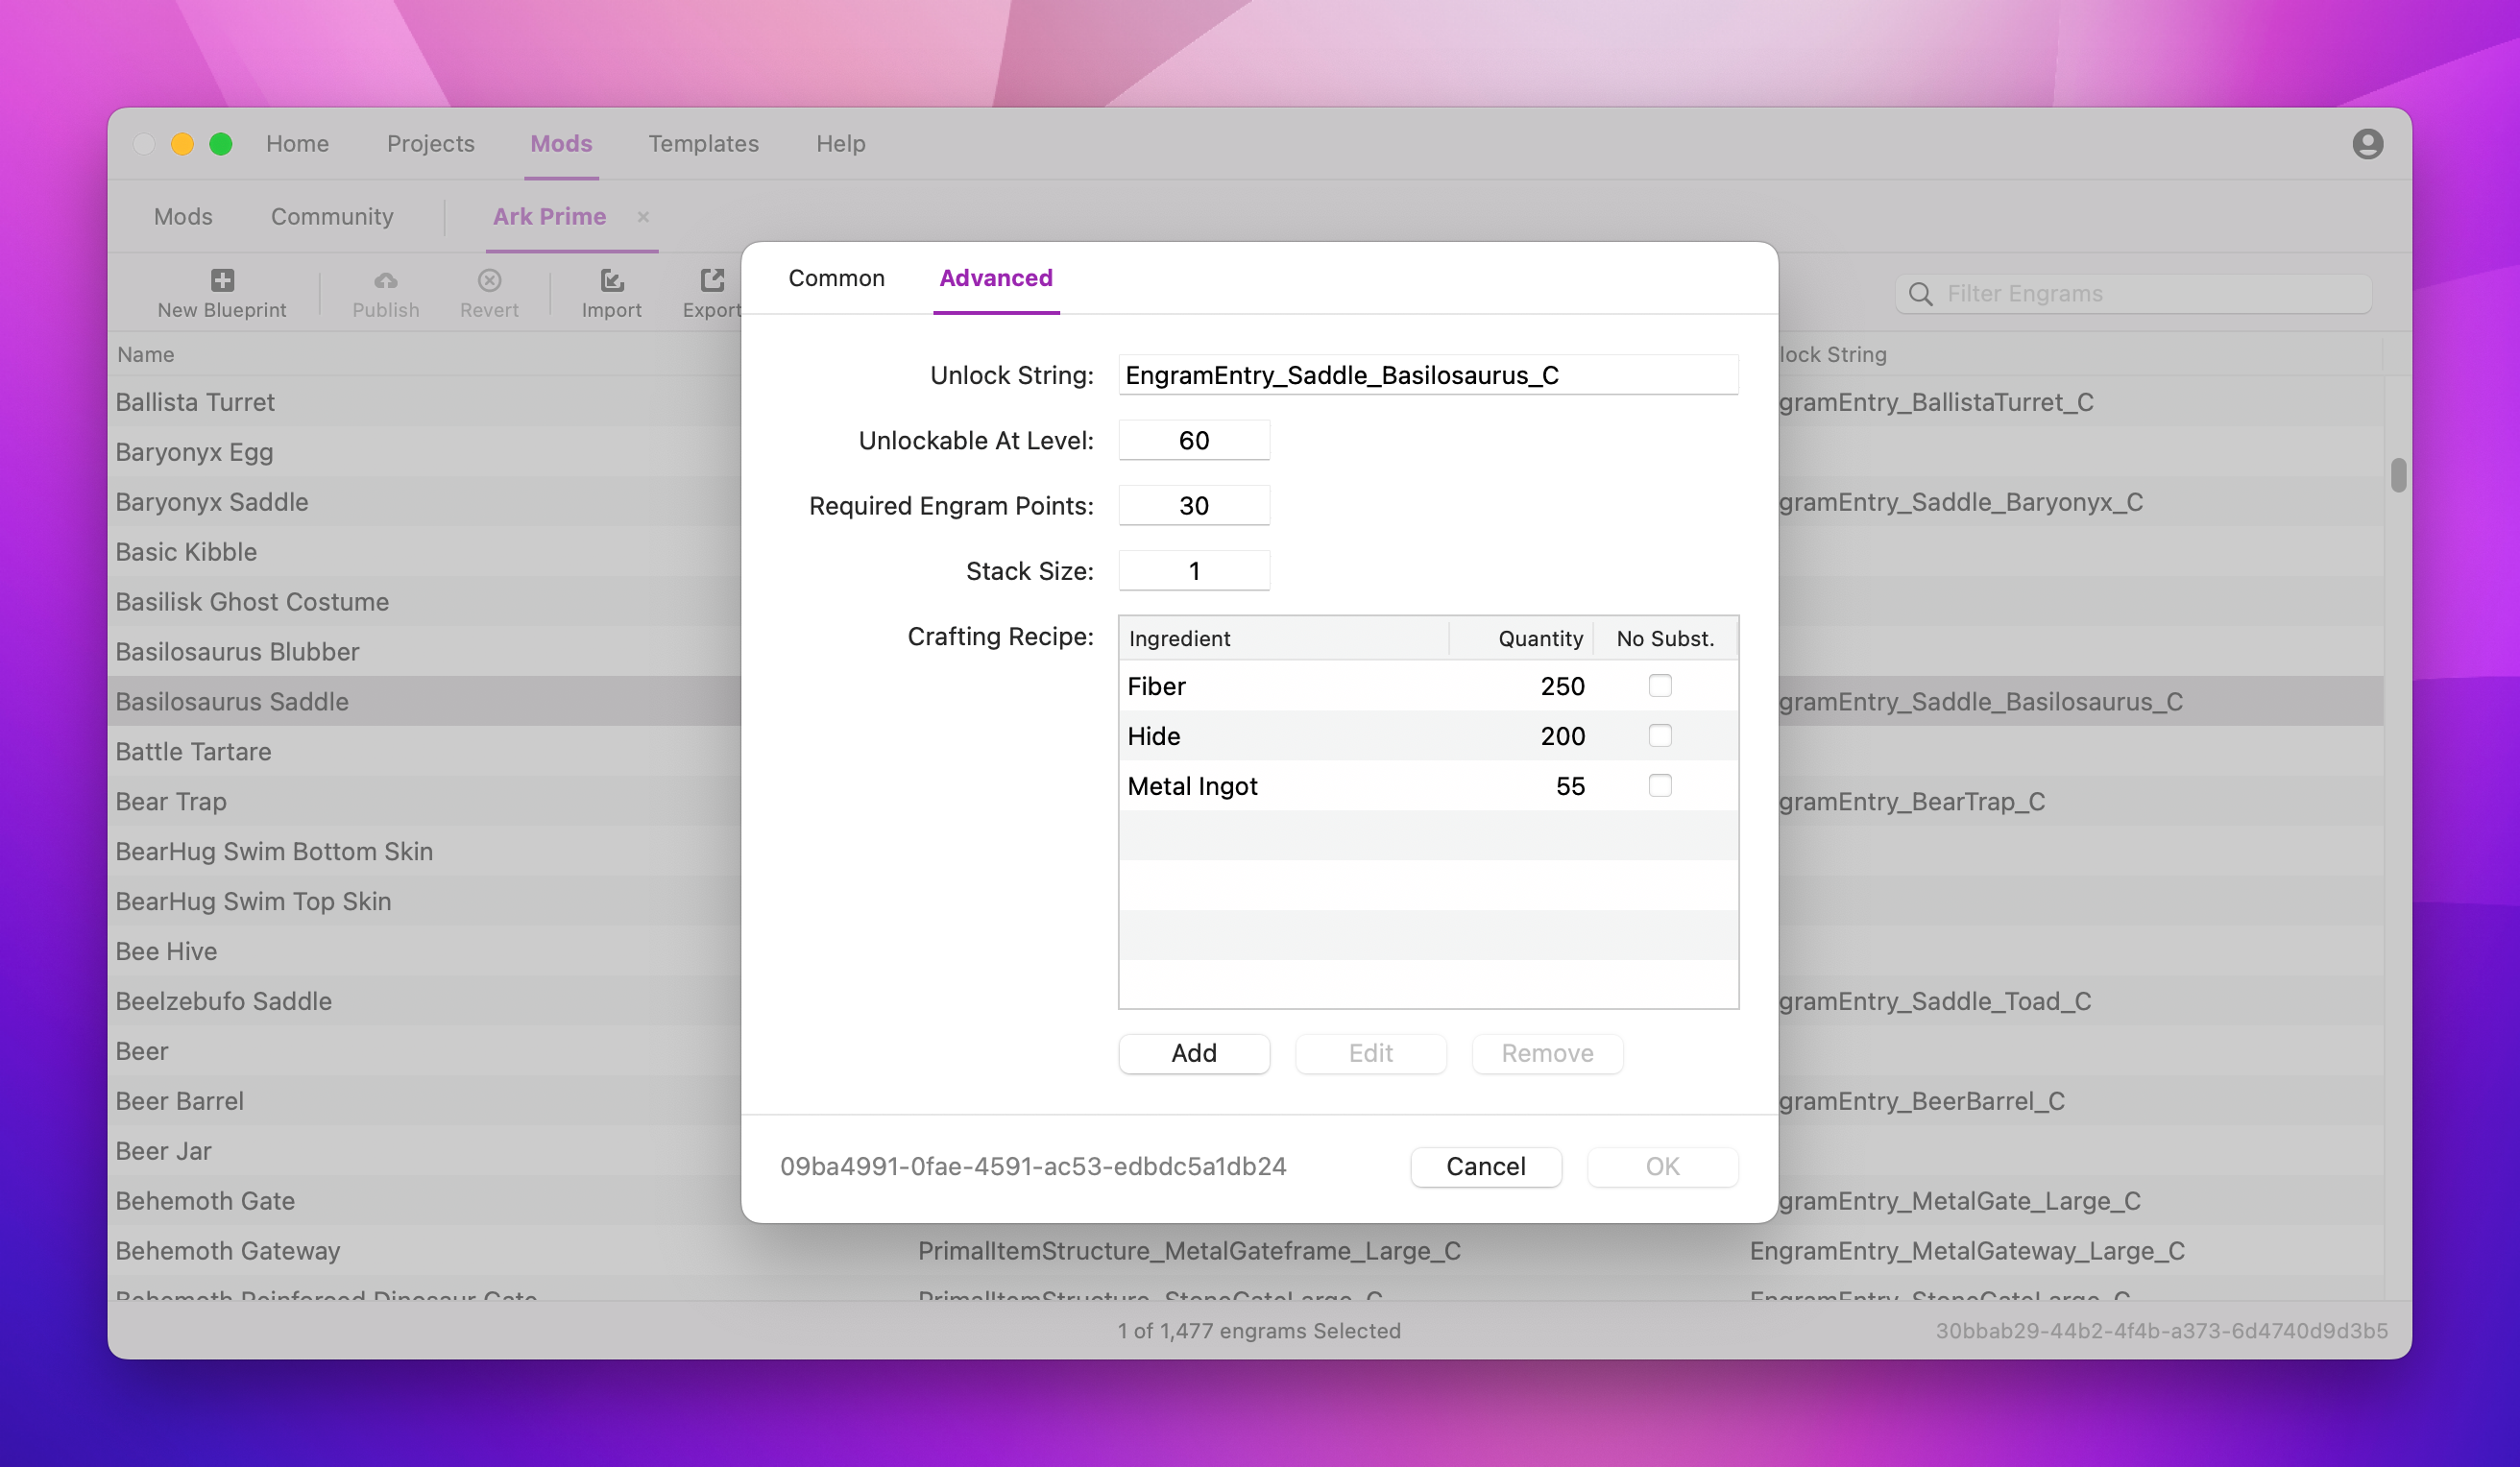 Home Projects Mods Templates Help
Mods Community Ark Prime ×
New Blueprint Publish Revert Import Export
Filter Engrams
Common Advanced
Unlock String: EngramEntry_Saddle_Basilosaurus_C
Unlockable At Level: 60
Required Engram Points: 30
Stack Size: 1
Crafting Recipe:
Ingredient Quantity No Subst.
Fiber 250
Hide 200
Metal Ingot 55
Add Edit Remove
09ba4991-0fae-4591-ac53-edbdc5a1db24 Cancel OK
Name lock String
Ballista Turret gramEntry_BallistaTurret_C
Baryonyx Egg
Baryonyx Saddle gramEntry_Saddle_Baryonyx_C
Basic Kibble
Basilisk Ghost Costume
Basilosaurus Blubber
Basilosaurus Saddle gramEntry_Saddle_Basilosaurus_C
Battle Tartare
Bear Trap gramEntry_BearTrap_C
BearHug Swim Bottom Skin
BearHug Swim Top Skin
Bee Hive
Beelzebufo Saddle gramEntry_Saddle_Toad_C
Beer
Beer Barrel gramEntry_BeerBarrel_C
Beer Jar
Behemoth Gate gramEntry_MetalGate_Large_C
Behemoth Gateway PrimalItemStructure_MetalGateframe_Large_C EngramEntry_MetalGateway_Large_C
Behemoth Reinforced Dinosaur Gate PrimalItemStructure_StoneGateLarge_C EngramEntry_StoneGateLarge_C
1 of 1,477 engrams Selected 30bbab29-44b2-4f4b-a373-6d4740d9d3b5